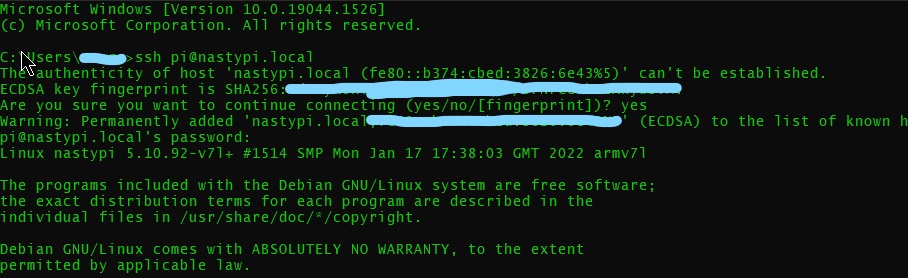 Microsoft Windows [Version 10.0.19044.1526]
(c) Microsoft Corporation. All rights reserved.
C:\Users\>ssh pi@nastypi.local
The authenticity of host 'nastypi.local (fe80::b374:cbed:3826:6e43%5)' can't be established.
ECDSA key fingerprint is SHA256:
Are you sure you want to continue connecting (yes/no/[fingerprint])? yes
Warning: Permanently added 'nastypi.local,' (ECDSA) to the list of known h
pi@nastypi.local's password:
Linux nastypi 5.10.92-v7l+ #1514 SMP Mon Jan 17 17:38:03 GMT 2022 armv7l
The programs included with the Debian GNU/Linux system are free software;
the exact distribution terms for each program are described in the
individual files in /usr/share/doc/*/copyright.
Debian GNU/Linux comes with ABSOLUTELY NO WARRANTY, to the extent
permitted by applicable law.